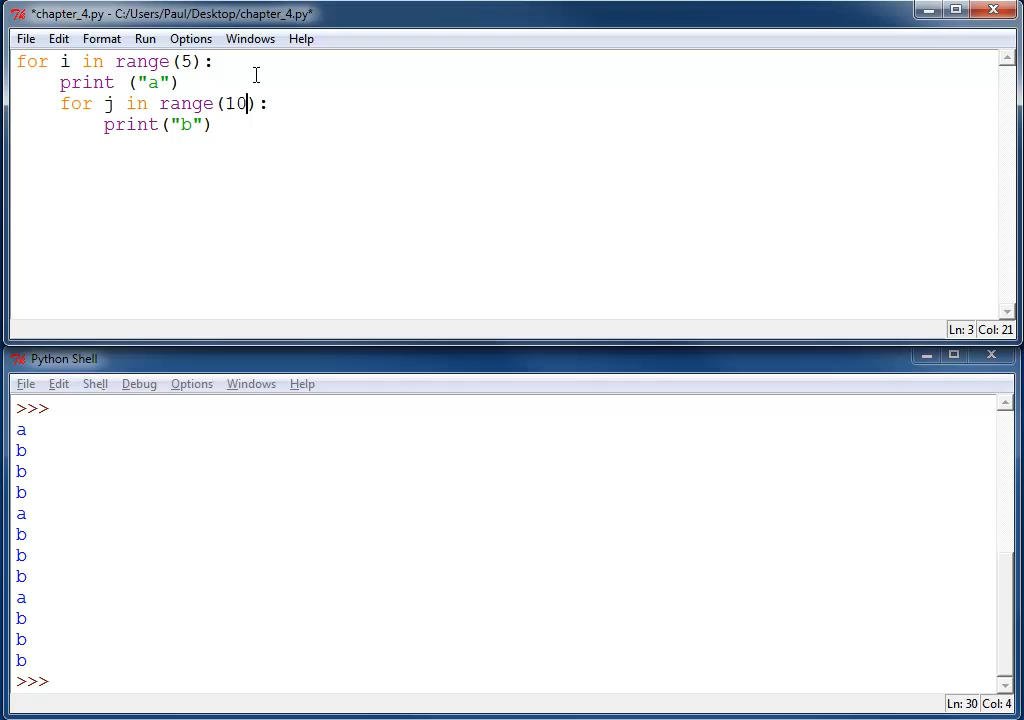 *chapter_4.py - C:/Users/Paul/Desktop/chapter_4.py*
File Edit Format Run Options Windows Help
for i in range(5):
    print ("a")
    for j in range(10):
        print("b")
Ln: 3 Col: 21
Python Shell
File Edit Shell Debug Options Windows Help
>>>
a
b
b
b
a
b
b
b
a
b
b
b
>>>
Ln: 30 Col: 4